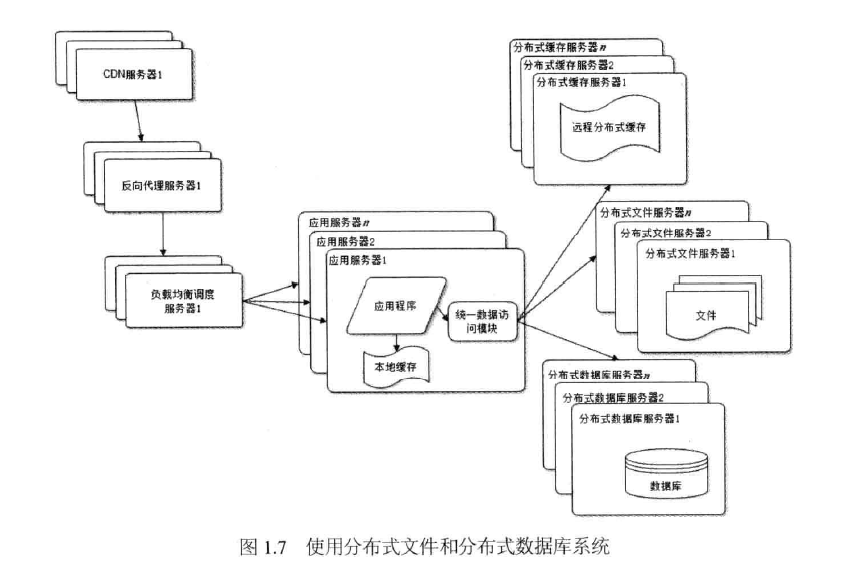 CDN服务器1
反向代理服务器1
负载均衡调度
服务器1
应用服务器n
应用服务器2
应用服务器1
应用程序
统一数据访
问模块
本地缓存
分布式缓存服务器n
分布式缓存服务器2
分布式缓存服务器1
远程分布式缓存
分布式文件服务器n
分布式文件服务器2
分布式文件服务器1
文件
分布式数据库服务器n
分布式数据库服务器2
分布式数据库服务器1
数据库
图 1.7 使用分布式文件和分布式数据库系统